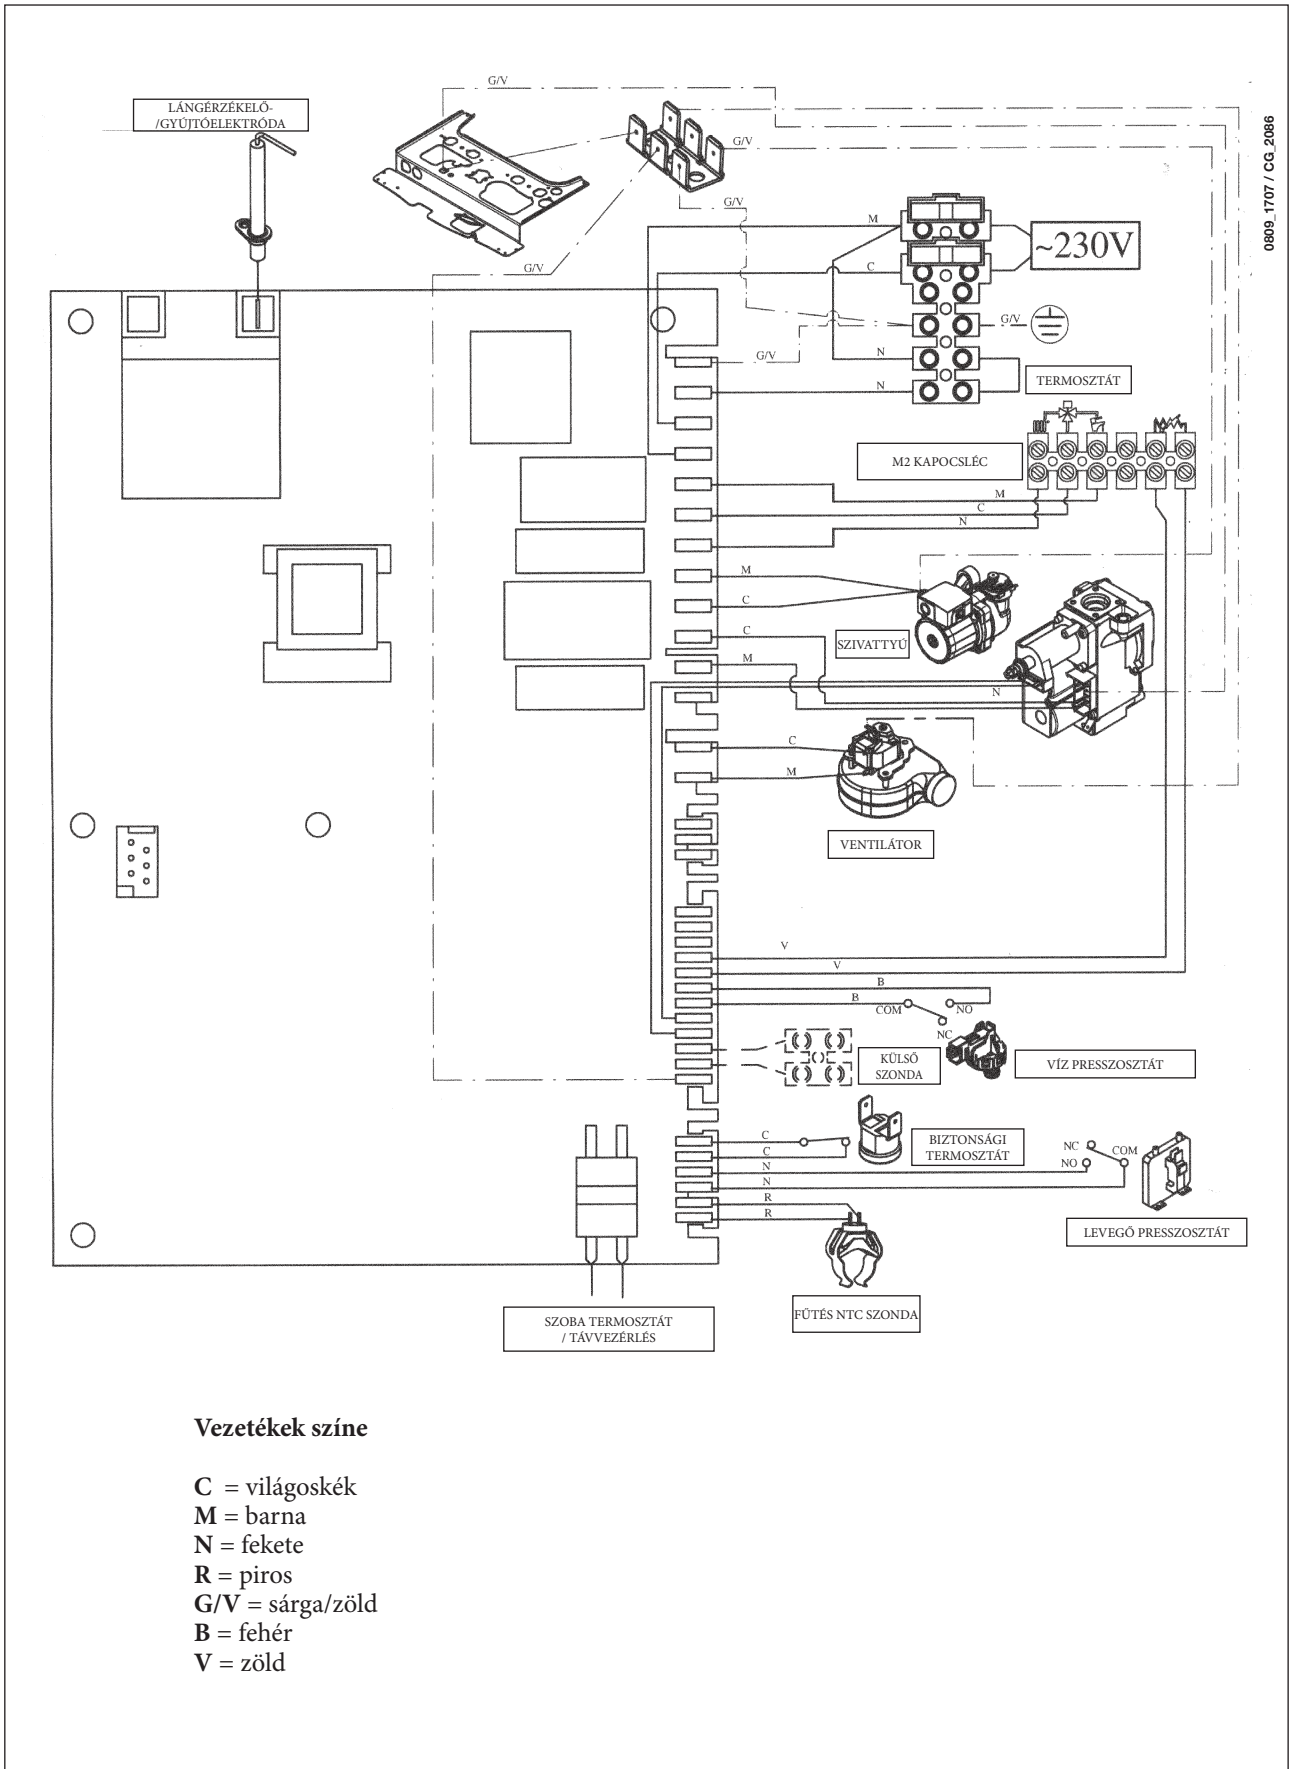 G/V
LÁNGÉRZÉKELŐ-
/GYÚJTÓELEKTRÓDA
0809_1707 / CG_2086
G/V
G/V
M
~230V
G/V
C
G/V
G/V
N
TERMOSZTÁT
N
M2 KAPOCSLÉC
M
C
N
M
C
C
SZIVATTYÚ
M
N
C
M
VENTILÁTOR
V
V
B
B
COM
NO
NC
KÜLSŐ
SZONDA
VÍZ PRESSZOSZTÁT
C
C
BIZTONSÁGI
TERMOSZTÁT
NC
COM
NO
N
N
R
R
LEVEGŐ PRESSZOSZTÁT
FŰTÉS NTC SZONDA
SZOBA TERMOSZTÁT
/ TÁVVEZÉRLÉS
Vezetékek színe
C = világoskék
M = barna
N = fekete
R = piros
G/V = sárga/zöld
B = fehér
V = zöld